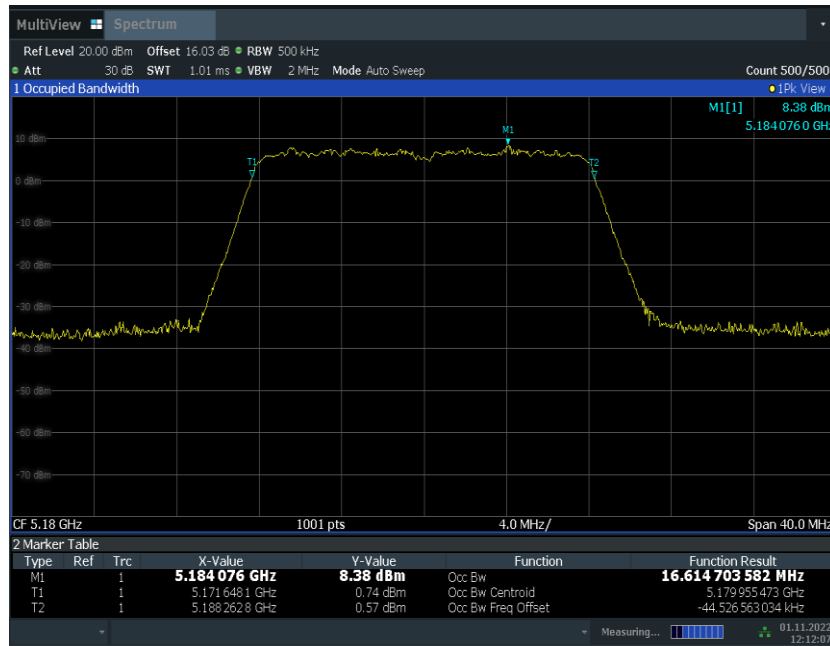 MultiView Spectrum
Ref Level 20.00 dBm Offset 16.03 dB RBW 500 kHz
Att 30 dB SWT 1.01 ms VBW 2 MHz Mode Auto Sweep Count 500/500
1 Occupied Bandwidth 1Pk View
M1[1] 8.38 dBm
5.184 076 0 GHz
M1
10 dBm
T1
T2
0 dBm
-10 dBm
-20 dBm
-30 dBm
-40 dBm
-50 dBm
-60 dBm
-70 dBm
CF 5.18 GHz 1001 pts 4.0 MHz/ Span 40.0 MHz
2 Marker Table
Type Ref Trc X-Value Y-Value Function Function Result
M1 1 5.184 076 GHz 8.38 dBm Occ Bw 16.614 703 582 MHz
T1 1 5.171 648 1 GHz 0.74 dBm Occ Bw Centroid 5.179 955 473 GHz
T2 1 5.188 262 8 GHz 0.57 dBm Occ Bw Freq Offset -44.526 563 034 kHz
Measuring... 01.11.2022
12:12:07